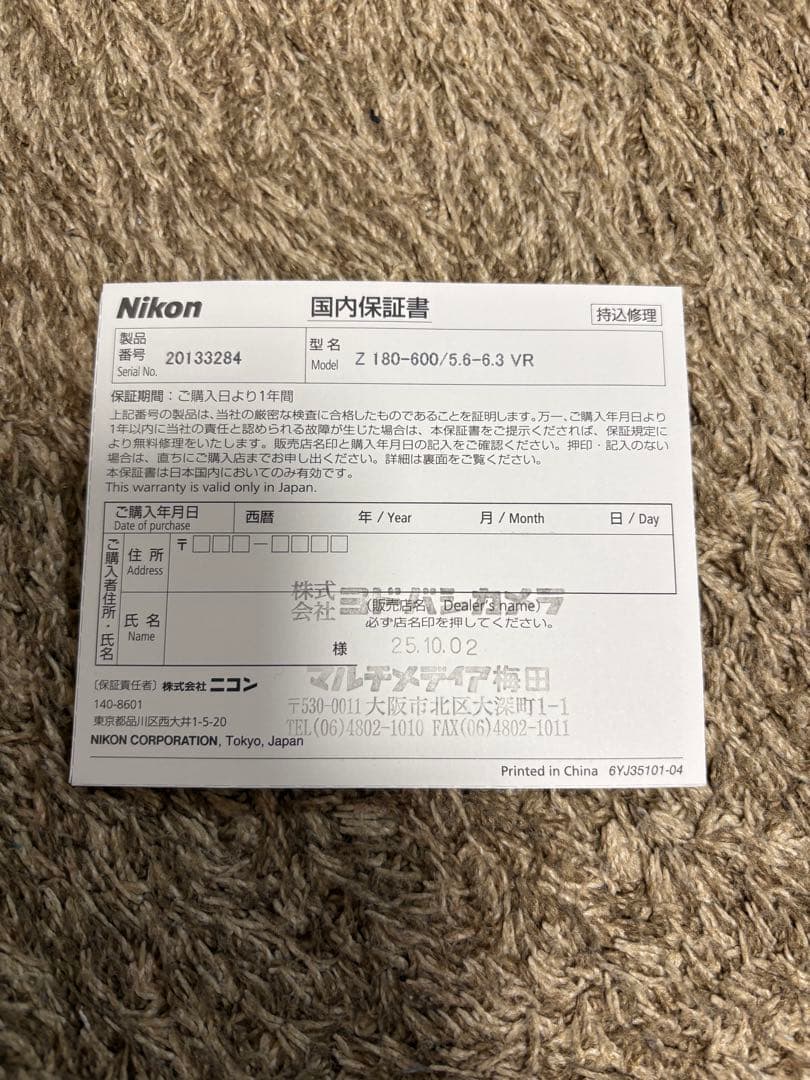 Nikon 国内保証書 持込修理
製品番号 Serial No. 20133284 型名 Model Z 180-600/5.6-6.3 VR
保証期間：ご購入日より1年間
上記番号の製品は、当社の厳密な検査に合格したものであることを証明します。万一、ご購入年月日より
1年以内に当社の責任と認められる故障が生じた場合は、本保証書をご提示くだされば、保証規定に
より無料修理をいたします。販売店名印と購入年月日の記入をご確認ください。押印・記入のない
場合は、直ちにご購入店までお申し出ください。詳細は裏面をご覧ください。
本保証書は日本国内においてのみ有効です。
This warranty is valid only in Japan.
ご購入年月日 Date of purchase 西暦 年 / Year 月 / Month 日 / Day
ご購入者住所・氏名
住所 Address 〒□□□－□□□□
株式会社 ヨドバシカメラ
（販売店名 Dealer's name）
必ず店名印を押してください。
氏名 Name 様
25.10.02
マルチメディア梅田
〒530-0011 大阪市北区大深町1-1
TEL(06)4802-1010 FAX(06)4802-1011
〔保証責任者〕株式会社ニコン
140-8601
東京都品川区西大井1-5-20
NIKON CORPORATION, Tokyo, Japan
Printed in China 6YJ35101-04